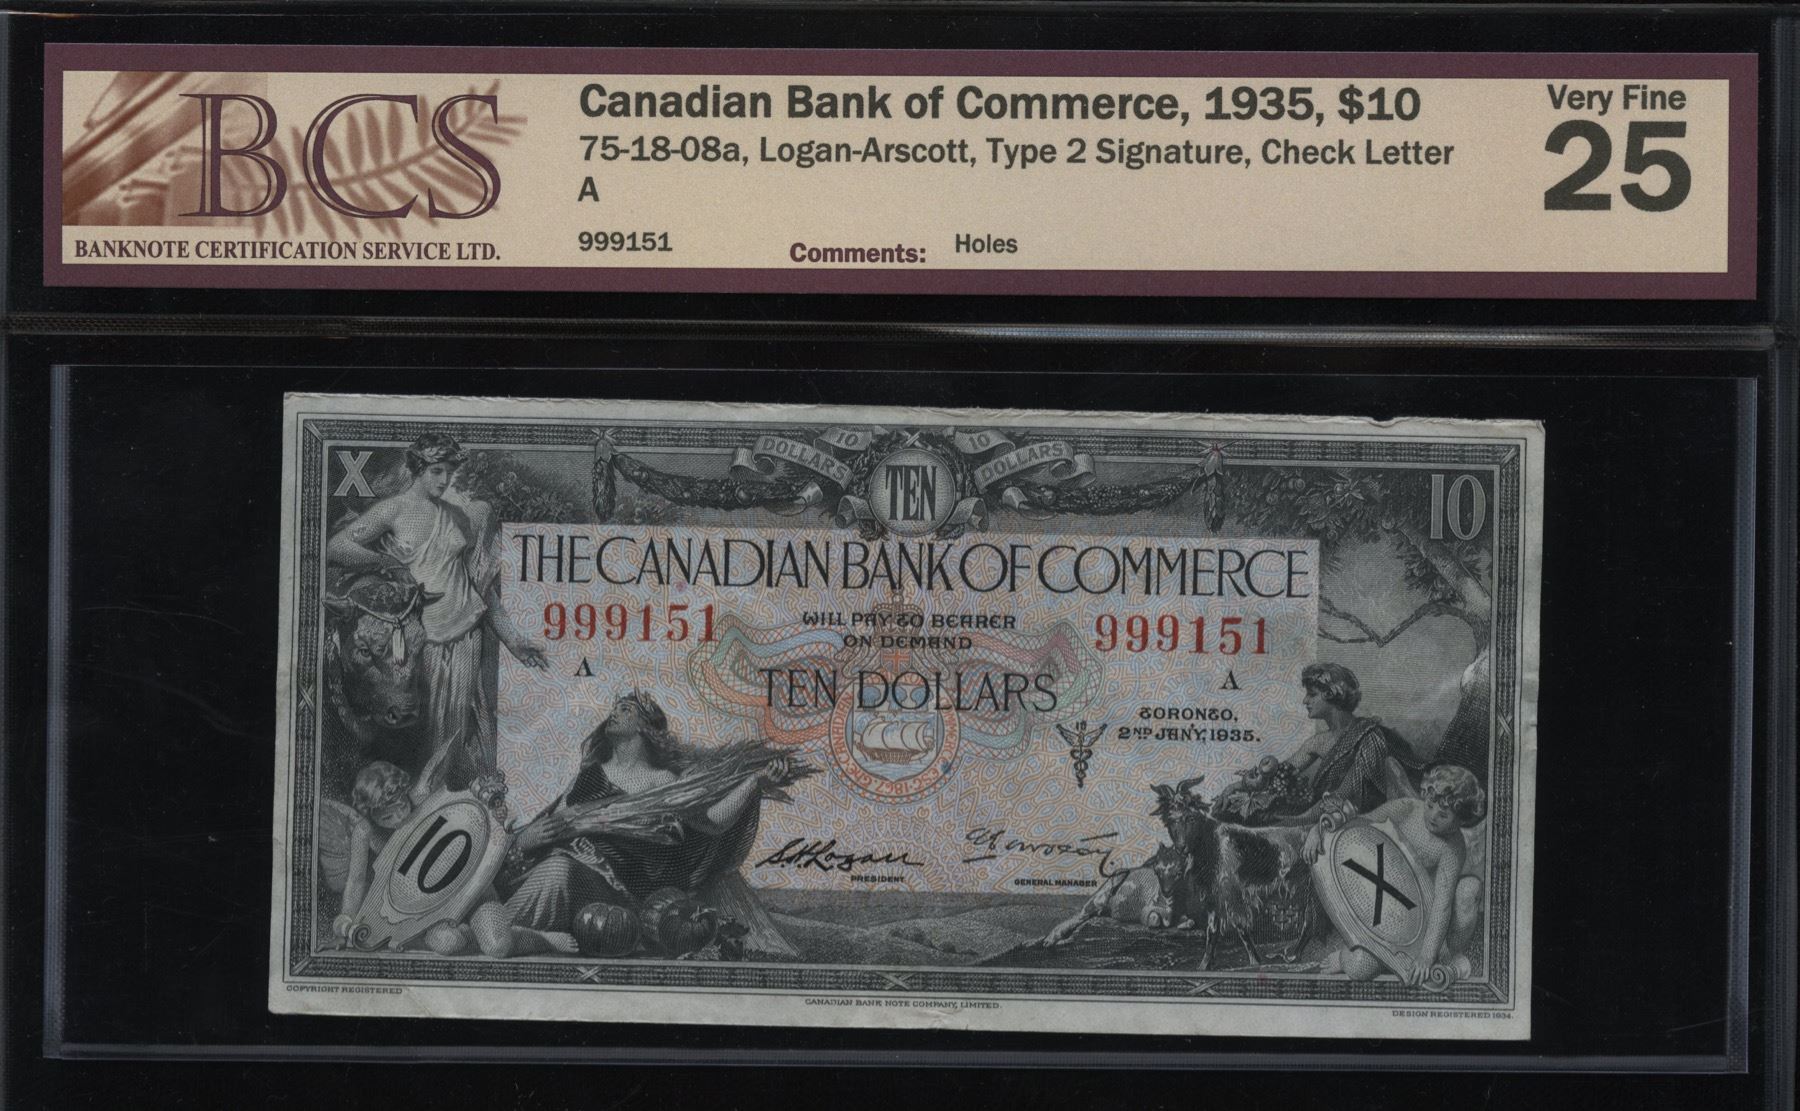 BCS
BANKNOTE CERTIFICATION SERVICE LTD.
Canadian Bank of Commerce, 1935, $10
75-18-08a, Logan-Arscott, Type 2 Signature, Check Letter
A
999151
Comments: Holes
Very Fine
25
X
DOLLARS 10 10 DOLLARS
TEN
10
THE CANADIAN BANK OF COMMERCE
999151 999151
WILL PAY TO BEARER
ON DEMAND
A A
TEN DOLLARS
TORONTO,
2ND JAN'Y, 1935.
10
10
X
S.H. Logan
PRESIDENT
GENERAL MANAGER
COPYRIGHT REGISTERED
CANADIAN BANK NOTE COMPANY, LIMITED.
DESIGN REGISTERED 1934.